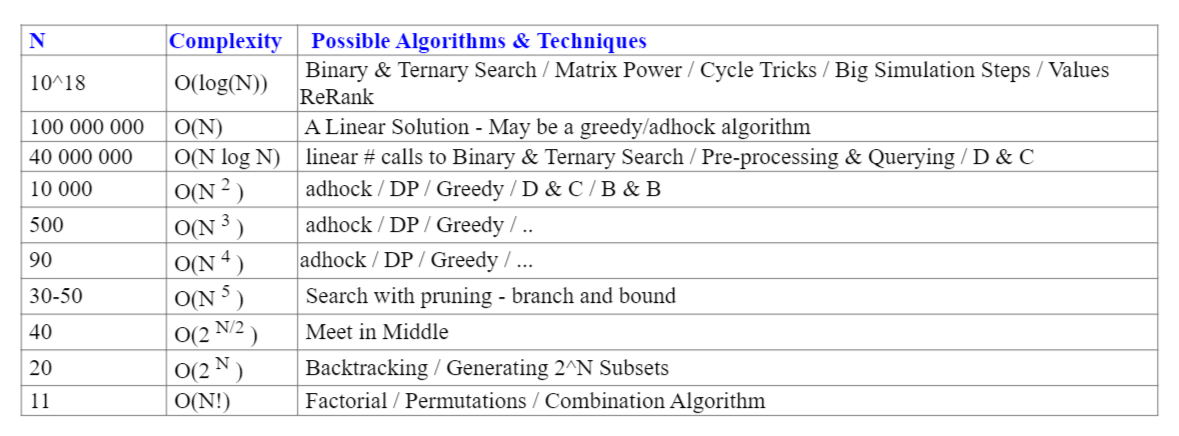 N Complexity Possible Algorithms & Techniques
10^18 O(log(N)) Binary & Ternary Search / Matrix Power / Cycle Tricks / Big Simulation Steps / Values
ReRank
100 000 000 O(N) A Linear Solution - May be a greedy/adhock algorithm
40 000 000 O(N log N) linear # calls to Binary & Ternary Search / Pre-processing & Querying / D & C
10 000 O(N 2 ) adhock / DP / Greedy / D & C / B & B
500 O(N 3 ) adhock / DP / Greedy / ..
90 O(N 4 ) adhock / DP / Greedy / ...
30-50 O(N 5 ) Search with pruning - branch and bound
40 O(2 N/2 ) Meet in Middle
20 O(2 N ) Backtracking / Generating 2^N Subsets
11 O(N!) Factorial / Permutations / Combination Algorithm